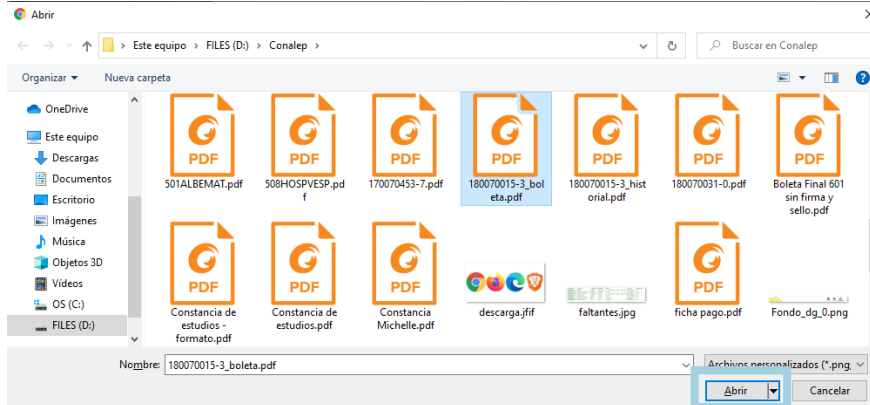 Abrir
Este equipo > FILES (D:) > Conalep >
Buscar en Conalep
Organizar
Nueva carpeta
OneDrive
Este equipo
Descargas
Documentos
Escritorio
Imágenes
Música
Objetos 3D
Vídeos
OS (C:)
FILES (D:)
PDF
PDF
PDF
PDF
PDF
PDF
PDF
501ALBEMAT.pdf
508HOSPVESP.pd
f
170070453-7.pdf
180070015-3_bol
eta.pdf
180070015-3_hist
orial.pdf
180070031-0.pdf
Boleta Final 601
sin firma y
sello.pdf
PDF
PDF
PDF
PDF
Constancia de
estudios -
formato.pdf
Constancia de
estudios.pdf
Constancia
Michelle.pdf
descarga.jfif
faltantes.jpg
ficha pago.pdf
Fondo_dg_0.png
Nombre:
180070015-3_boleta.pdf
Archivos personalizados (*.png;
Abrir
Cancelar